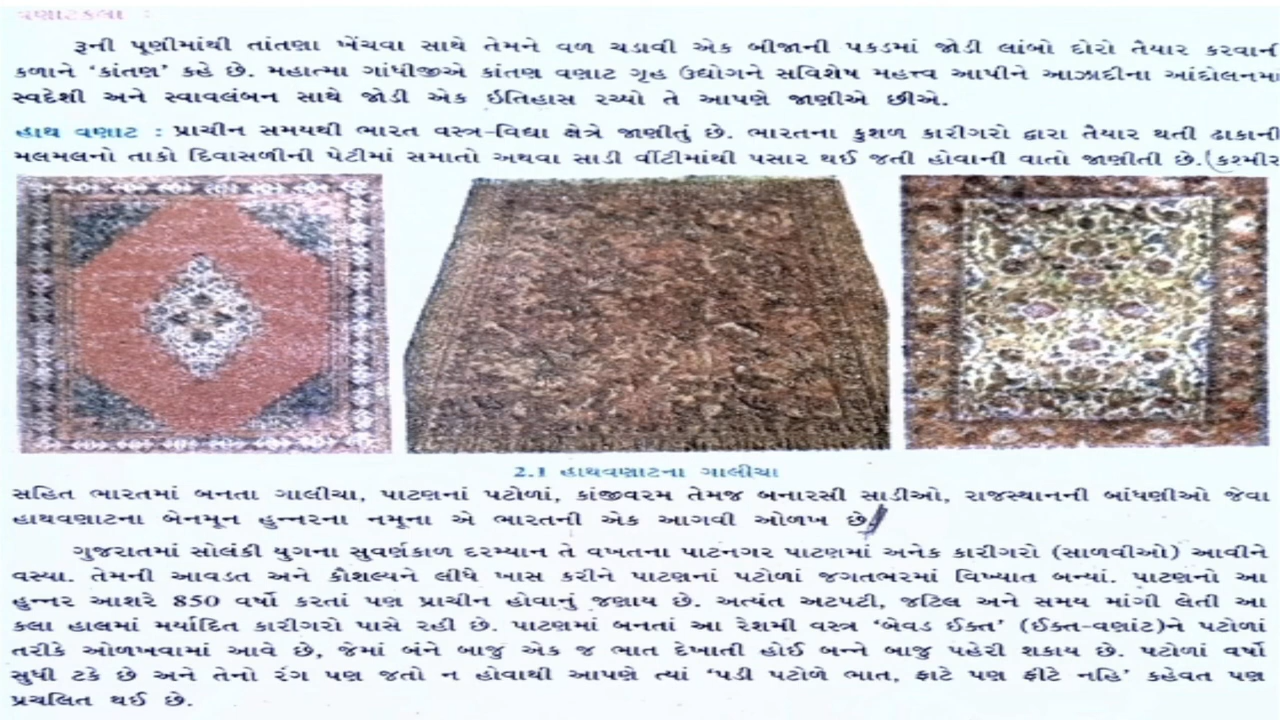 વણાટકલા :
રૂની પૂણીમાંથી તાંતણા ખેંચવા સાથે તેમને વળ ચડાવી એક બીજાની પકડમાં જોડી લાંબો દોરો તૈયાર કરવાની
કળાને ‘કાંતણ’ કહે છે. મહાત્મા ગાંધીજીએ કાંતણ વણાટ ગૃહ ઉદ્યોગને સવિશેષ મહત્ત્વ આપીને આઝાદીના આંદોલનમાં
સ્વદેશી અને સ્વાવલંબન સાથે જોડી એક ઇતિહાસ રચ્યો તે આપણે જાણીએ છીએ.
હાથ વણાટ : પ્રાચીન સમયથી ભારત વસ્ત્ર-વિદ્યા ક્ષેત્રે જાણીતું છે. ભારતના કુશળ કારીગરો દ્વારા તૈયાર થતી ઢાકાની
મલમલનો તાકો દિવાસળીની પેટીમાં સમાતો અથવા સાડી વીંટીમાંથી પસાર થઈ જતી હોવાની વાતો જાણીતી છે. કશ્મીર
2.1 હાથવણાટના ગાલીચા
સહિત ભારતમાં બનતા ગાલીચા, પાટણનાં પટોળાં, કાંજીવરમ તેમજ બનારસી સાડીઓ, રાજસ્થાનની બાંધણીઓ જેવા
હાથવણાટના બેનમૂન હુન્નરના નમૂના એ ભારતની એક આગવી ઓળખ છે
ગુજરાતમાં સોલંકી યુગના સુવર્ણકાળ દરમ્યાન તે વખતના પાટનગર પાટણમાં અનેક કારીગરો (સાળવીઓ) આવીને
વસ્યા. તેમની આવડત અને કૌશલ્યને લીધે ખાસ કરીને પાટણનાં પટોળાં જગતભરમાં વિખ્યાત બન્યાં. પાટણનો આ
હુન્નર આશરે 850 વર્ષો કરતાં પણ પ્રાચીન હોવાનું જણાય છે. અત્યંત અટપટી, જટિલ અને સમય માંગી લેતી આ
કલા હાલમાં મર્યાદિત કારીગરો પાસે રહી છે. પાટણમાં બનતાં આ રેશમી વસ્ત્ર ‘બેવડ ઈક્ત’ (ઈક્ત-વણાંટ)ને પટોળાં
તરીકે ઓળખવામાં આવે છે, જેમાં બંને બાજુ એક જ ભાત દેખાતી હોઈ બન્ને બાજુ પહેરી શકાય છે. પટોળાં વર્ષો
સુધી ટકે છે અને તેનો રંગ પણ જતો ન હોવાથી આપણે ત્યાં ‘પડી પટોળે ભાત, ફાટે પણ ફીટે નહિ’ કહેવત પણ
પ્રચલિત થઈ છે.